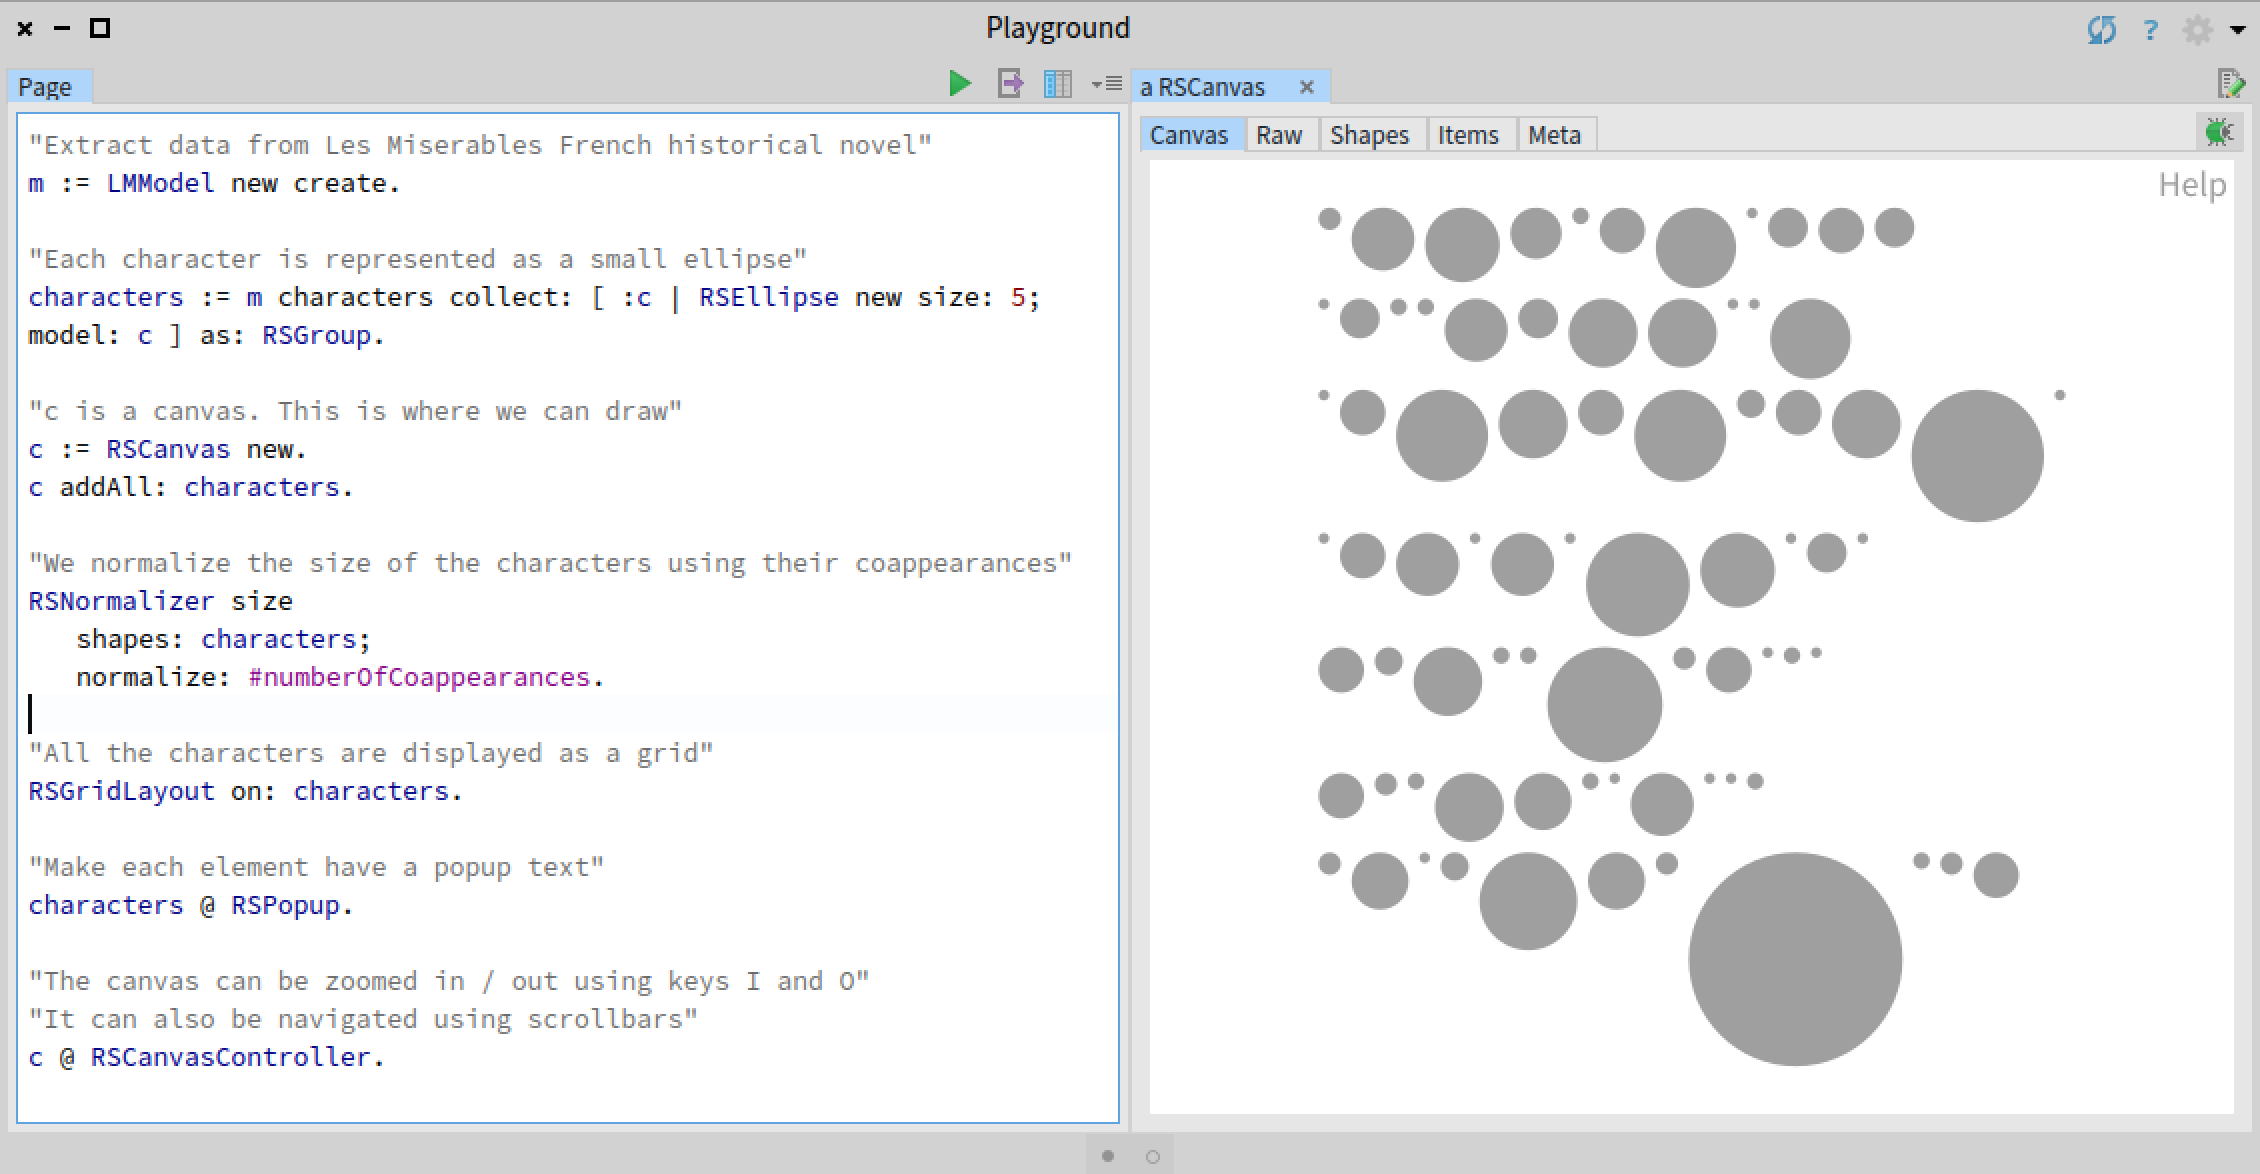 Playground
?
Page
a RSCanvas
"Extract data from Les Miserables French historical novel"
m := LMModel new create.
"Each character is represented as a small ellipse"
characters := m characters collect: [ :c | RSEllipse new size: 5;
model: c ] as: RSGroup.
"c is a canvas. This is where we can draw"
c := RSCanvas new.
c addAll: characters.
"We normalize the size of the characters using their coappearances"
RSNormalizer size
shapes: characters;
normalize: #numberOfCoappearances.
"All the characters are displayed as a grid"
RSGridLayout on: characters.
"Make each element have a popup text"
characters @ RSPopup.
"The canvas can be zoomed in / out using keys I and O"
"It can also be navigated using scrollbars"
c @ RSCanvasController.
Canvas Raw Shapes Items Meta
Help